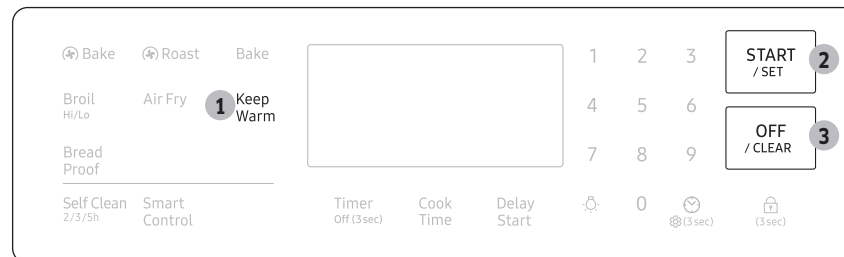 Bake Roast Bake 1 2 3 START 2
/ SET
Broil Air Fry 1 Keep 4 5 6
Hi/Lo Warm
OFF 3
/ CLEAR
Bread 7 8 9
Proof
Self Clean Smart Timer Cook Delay 0
2/3/5h Control Off (3 sec) Time Start (3 sec) (3 sec)